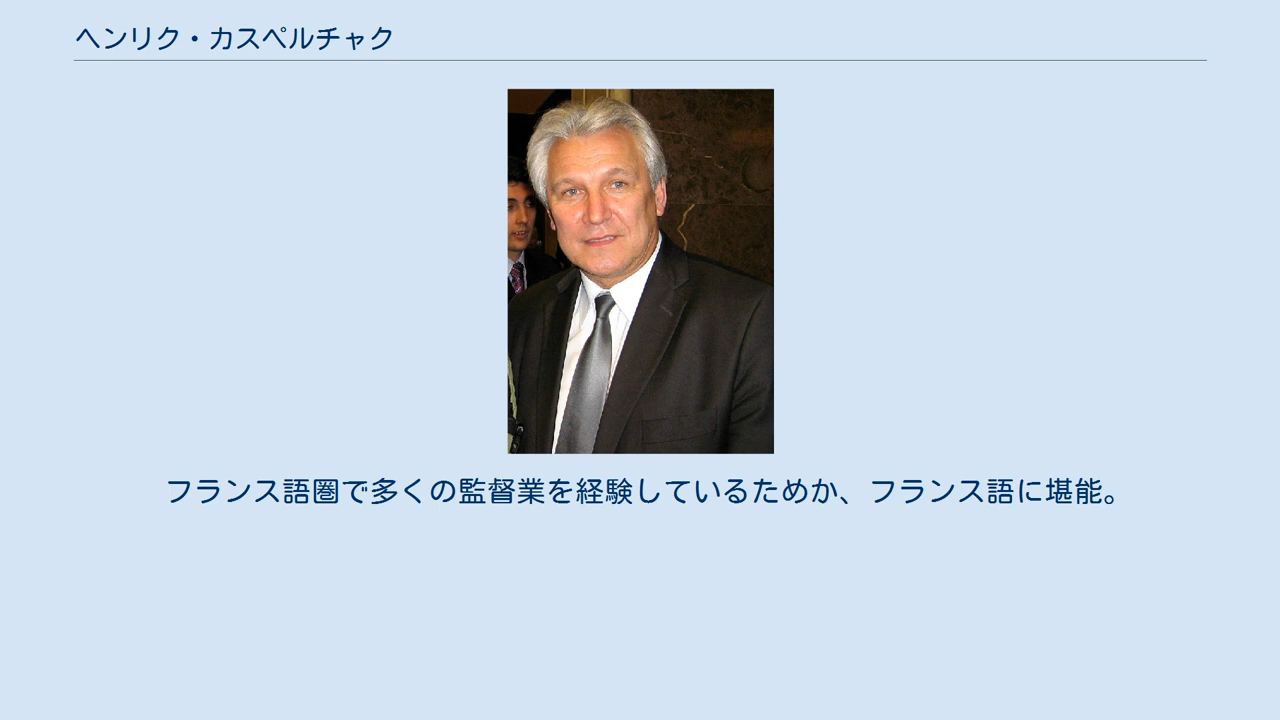 ヘンリク・カスペルチャク
フランス語圏で多くの監督業を経験しているためか、フランス語に堪能。